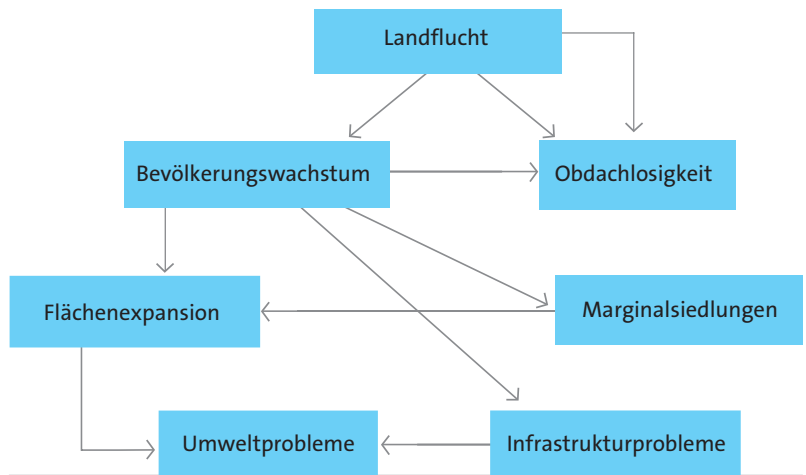 Landflucht
Bevölkerungswachstum
Obdachlosigkeit
Flächenexpansion
Marginalsiedlungen
Umweltprobleme
Infrastrukturprobleme